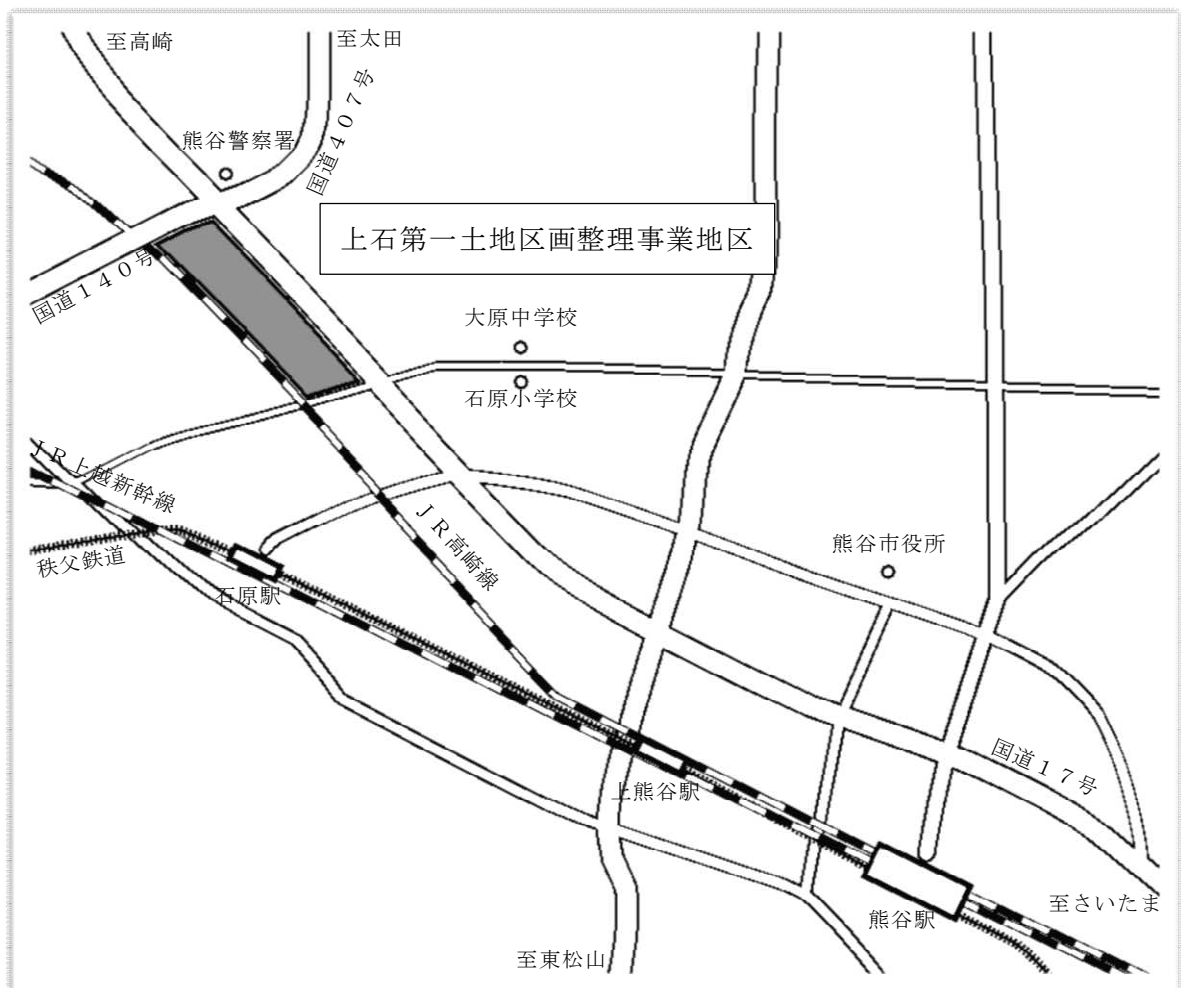 至高崎
至太田
国道４０７号
熊谷警察署
上石第一土地区画整理事業地区
国道１４０号
大原中学校
石原小学校
ＪＲ上越新幹線
秩父鉄道
石原駅
ＪＲ高崎線
熊谷市役所
上熊谷駅
国道１７号
熊谷駅
至さいたま
至東松山